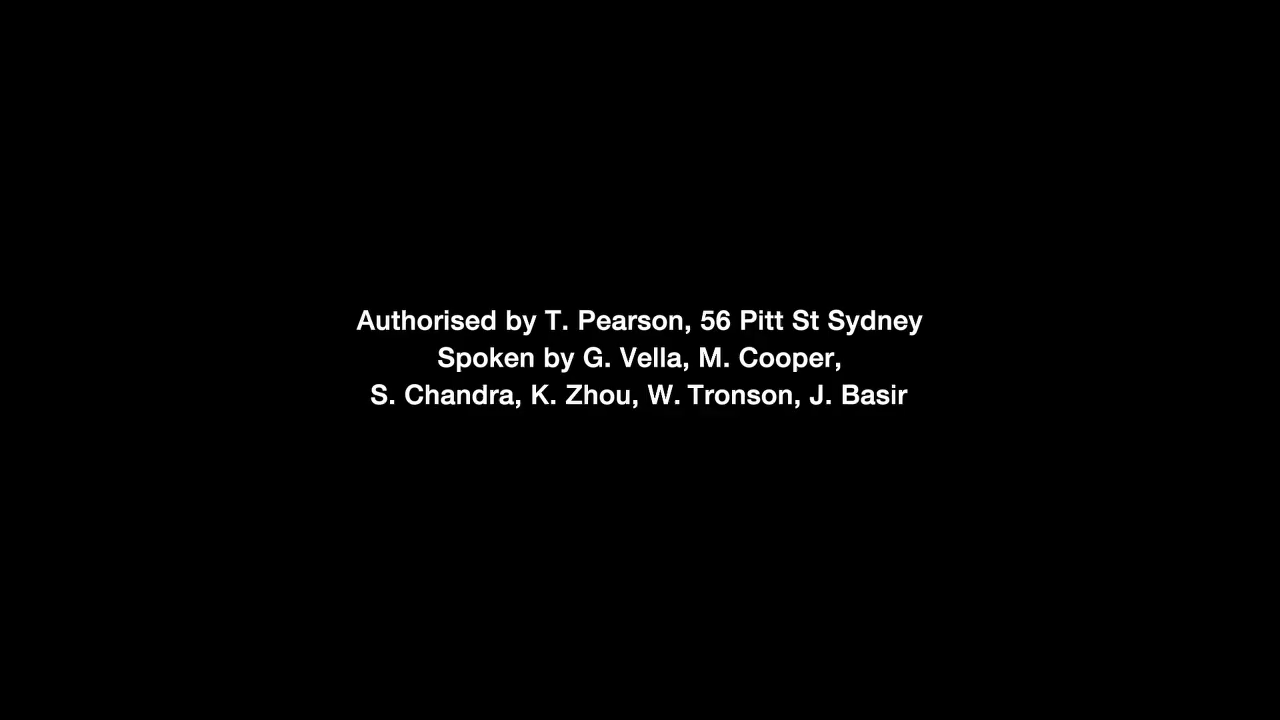 Authorised by T. Pearson, 56 Pitt St Sydney
Spoken by G. Vella, M. Cooper,
S. Chandra, K. Zhou, W. Tronson, J. Basir